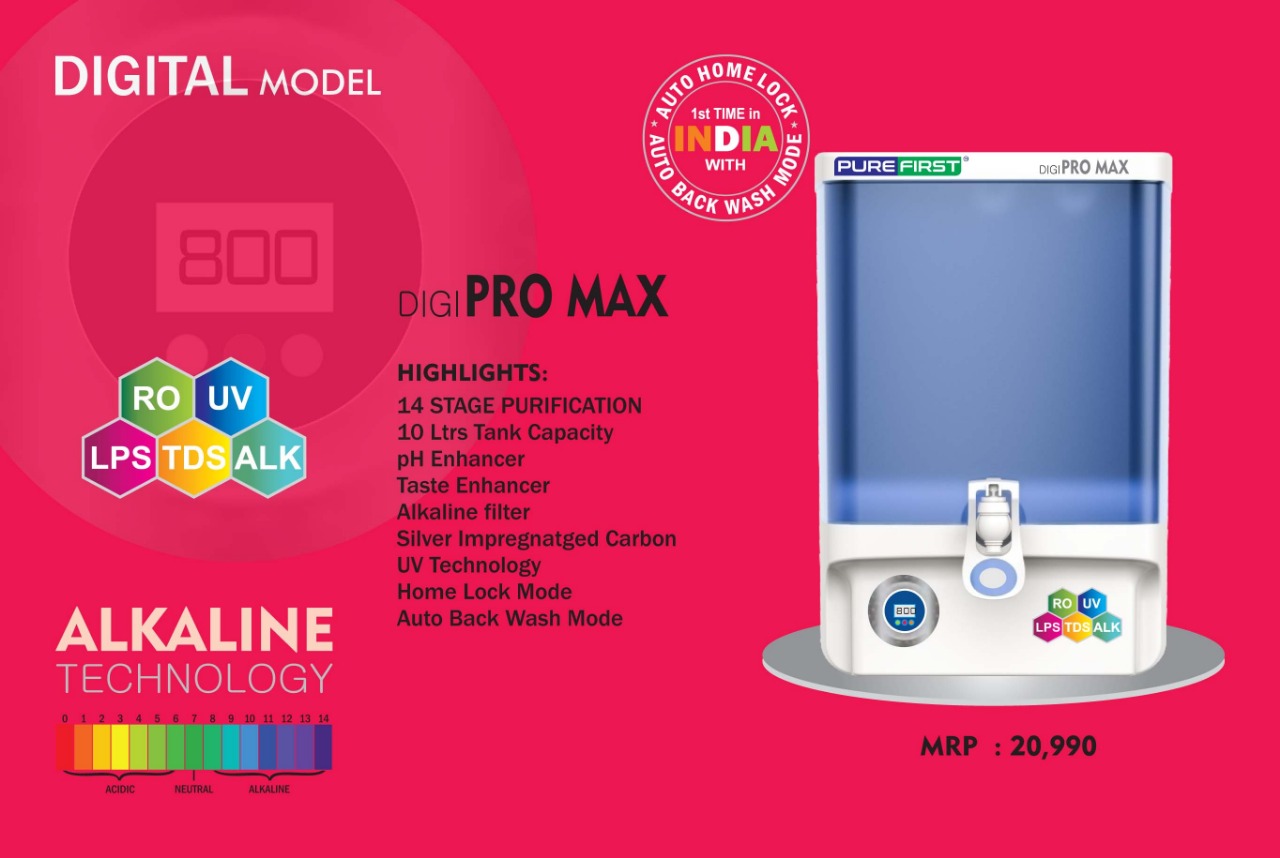 DIGITAL MODEL
AUTO HOME LOCK
1st TIME in
INDIA
WITH
AUTO BACK WASH MODE
PURE FIRST®
DIGI PRO MAX
800
DIGI PRO MAX
RO UV
LPS TDS ALK
HIGHLIGHTS:
14 STAGE PURIFICATION
10 Ltrs Tank Capacity
pH Enhancer
Taste Enhancer
Alkaline filter
Silver Impregnatged Carbon
UV Technology
Home Lock Mode
Auto Back Wash Mode
800
RO UV
LPS TDS ALK
ALKALINE
TECHNOLOGY
0 1 2 3 4 5 6 7 8 9 10 11 12 13 14
ACIDIC NEUTRAL ALKALINE
MRP : 20,990